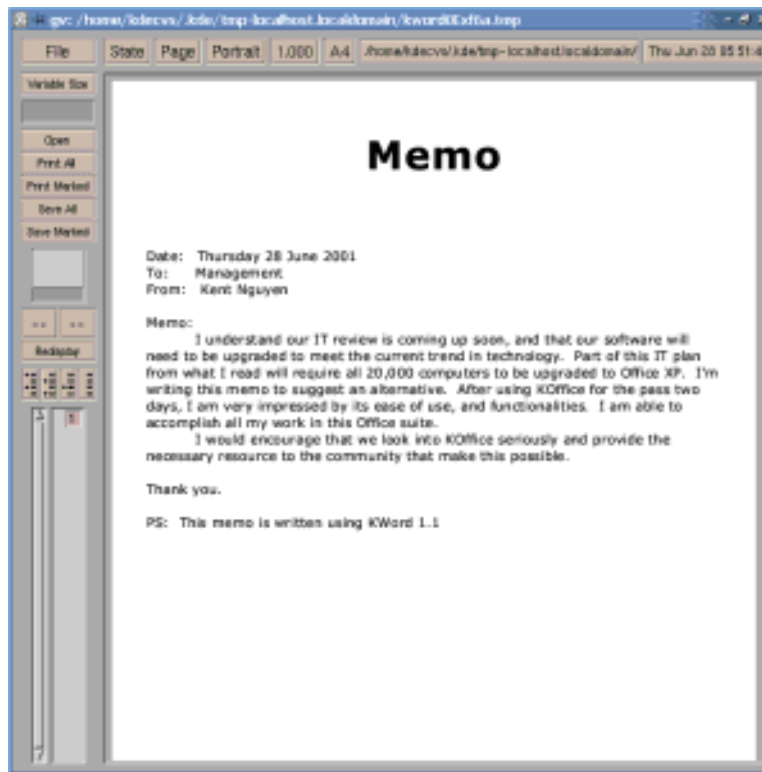 gv: /home/kdecvs/.kde/tmp-localhost.localdomain/
File State Page Portrait 1.000 A4 /home/kdecvs/.kde/tmp-localhost.localdomain/ Thu Jun 28
Variable Size
Open
Print All
Print Marked
Save All
Save Marked
<< >>
Redisplay
1
Memo
Date: Thursday 28 June 2001
To: Management
From: Kent Nguyen
Memo:
I understand our IT review is coming up soon, and that our software will
need to be upgraded to meet the current trend in technology. Part of this IT plan
from what I read will require all 20,000 computers to be upgraded to Office XP. I'm
writing this memo to suggest an alternative. After using KOffice for the pass two
days, I am very impressed by its ease of use, and functionalities. I am able to
accomplish all my work in this Office suite.
I would encourage that we look into KOffice seriously and provide the
necessary resource to the community that make this possible.
Thank you.
PS: This memo is written using KWord 1.1